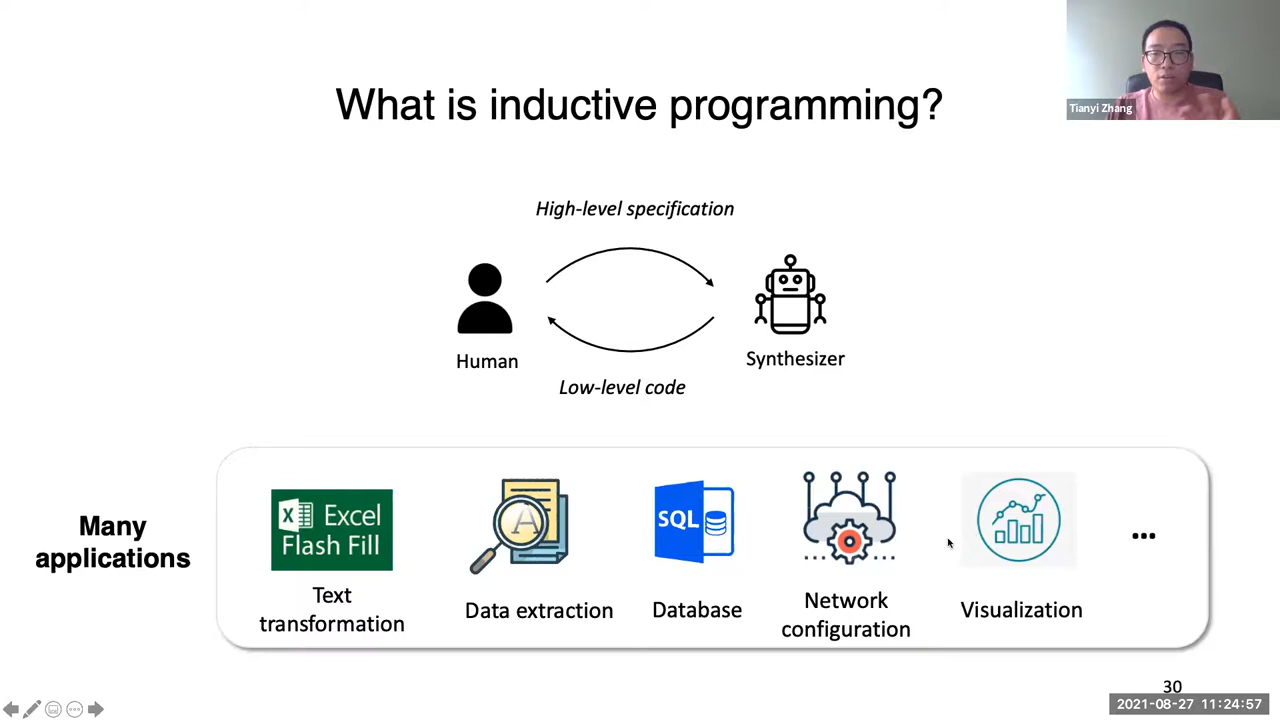 What is inductive programming?
Tianyi Zhang
High-level specification
Human
Synthesizer
Low-level code
Many
applications
Excel
Flash Fill
Text
transformation
A
Data extraction
SQL
Database
Network
configuration
Visualization
...
30
2021-08-27 11:24:57